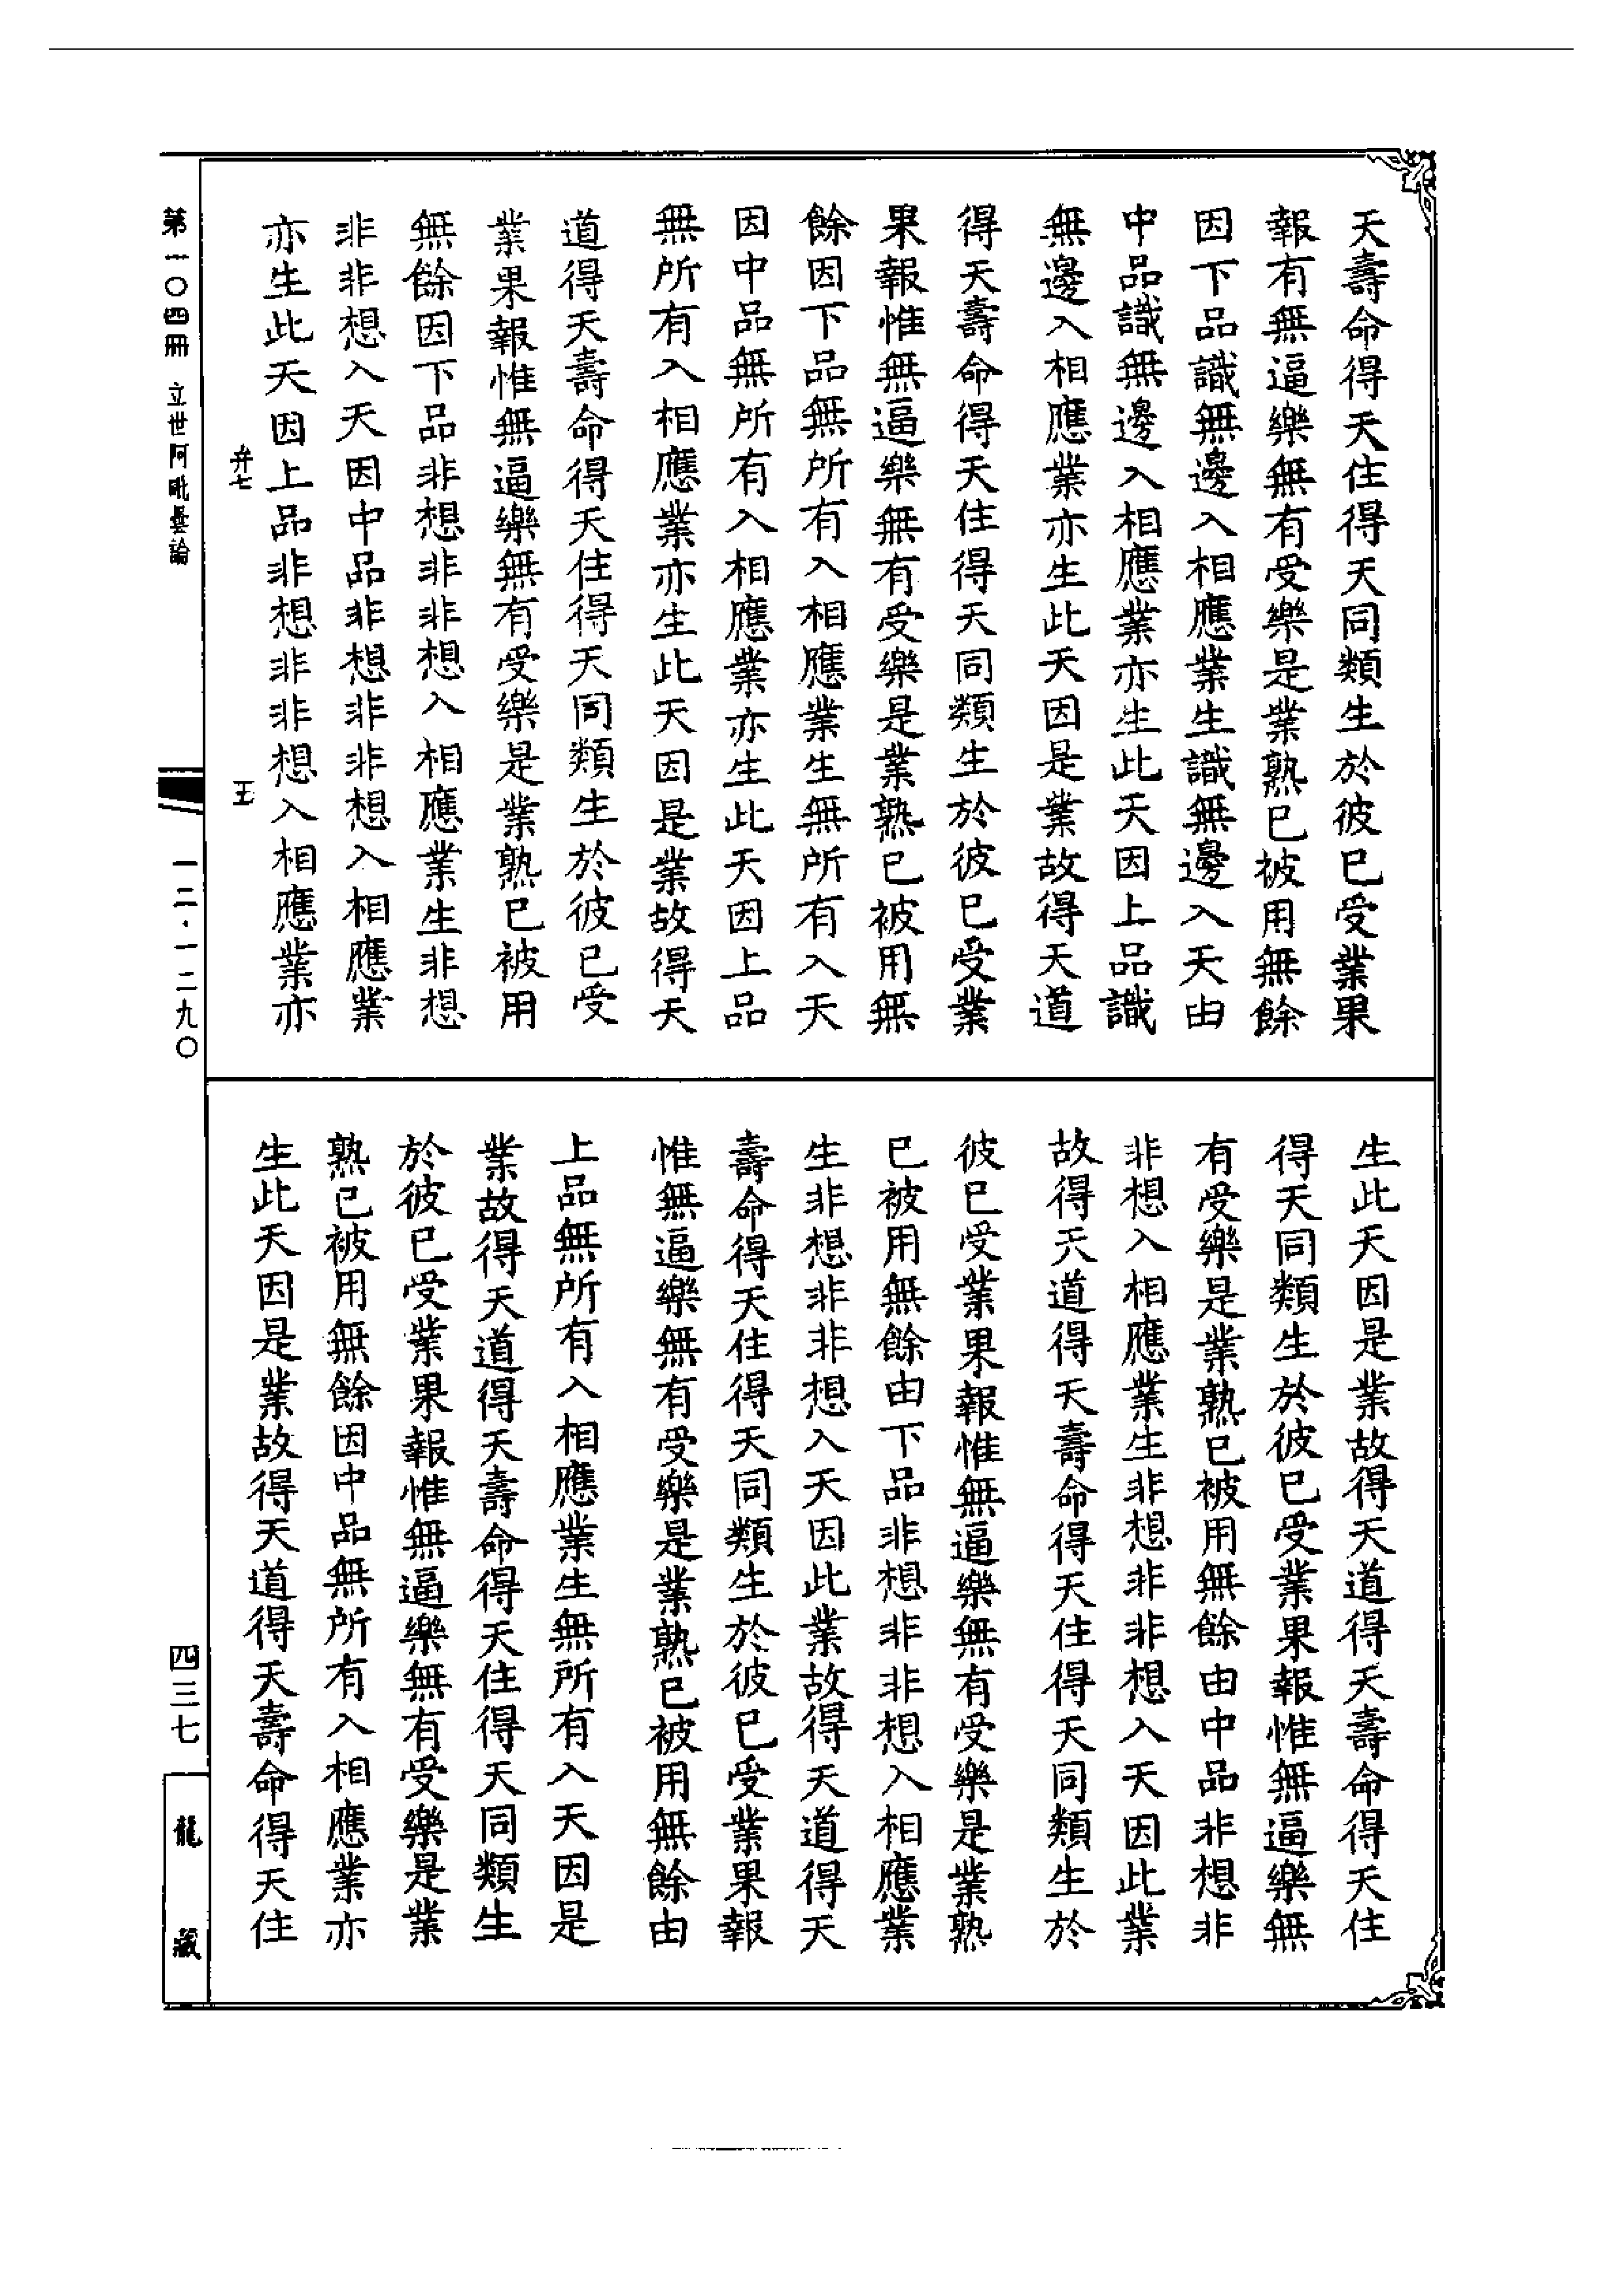 天壽命得天住得天同類生於彼已受業果
報有無逼樂無有受樂是業熟已被用無餘
因下品識無邊入相應業生識無邊入天由
中品識無邊入相應業亦生此天因上品識
無邊入相應業亦生此天因是業故得天道
得天壽命得天住得天同類生於彼已受業
果報惟無逼樂無有受樂是業熟已被用無
餘因下品無所有入相應業生無所有入天
因中品無所有入相應業亦生此天因上品
無所有入相應業亦生此天因是業故得天
道得天壽命得天住得天同類生於彼已受
業果報惟無逼樂無有受樂是業熟已被用
無餘因下品非想非非想入相應業生非想
非非想入天因中品非想非非想入相應業
亦生此天因上品非想非非想入相應業亦
弁七 五
生此天因是業故得天道得天壽命得天住
得天同類生於彼已受業果報惟無逼樂無
有受樂是業熟已被用無餘由中品非想非
非想入相應業生非想非非想入天因此業
故得天道得天壽命得天住得天同類生於
彼已受業果報惟無逼樂無有受樂是業熟
已被用無餘由下品非想非非想入相應業
生非想非非想入天因此業故得天道得天
壽命得天住得天同類生於彼已受業果報
惟無逼樂無有受樂是業熟已被用無餘由
上品無所有入相應業生無所有入天因是
業故得天道得天壽命得天住得天同類生
於彼已受業果報惟無逼樂無有受樂是業
熟已被用無餘因中品無所有入相應業亦
生此天因是業故得天道得天壽命得天住
第一〇四冊 立世阿毗曇論 一二·一二九〇 四三七 龍藏